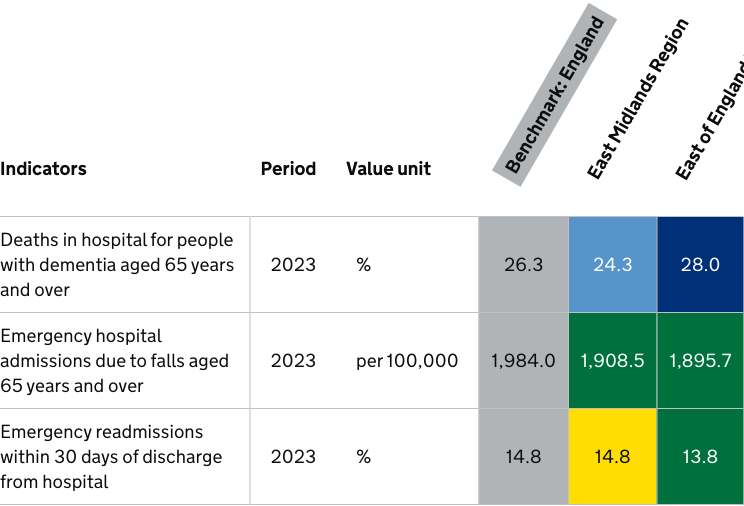 Benchmark: England
East Midlands Region
East of England
Indicators
Period
Value unit
Deaths in hospital for people
with dementia aged 65 years
and over
2023
%
26.3
24.3
28.0
Emergency hospital
admissions due to falls aged
65 years and over
2023
per 100,000
1,984.0
1,908.5
1,895.7
Emergency readmissions
within 30 days of discharge
from hospital
2023
%
14.8
14.8
13.8